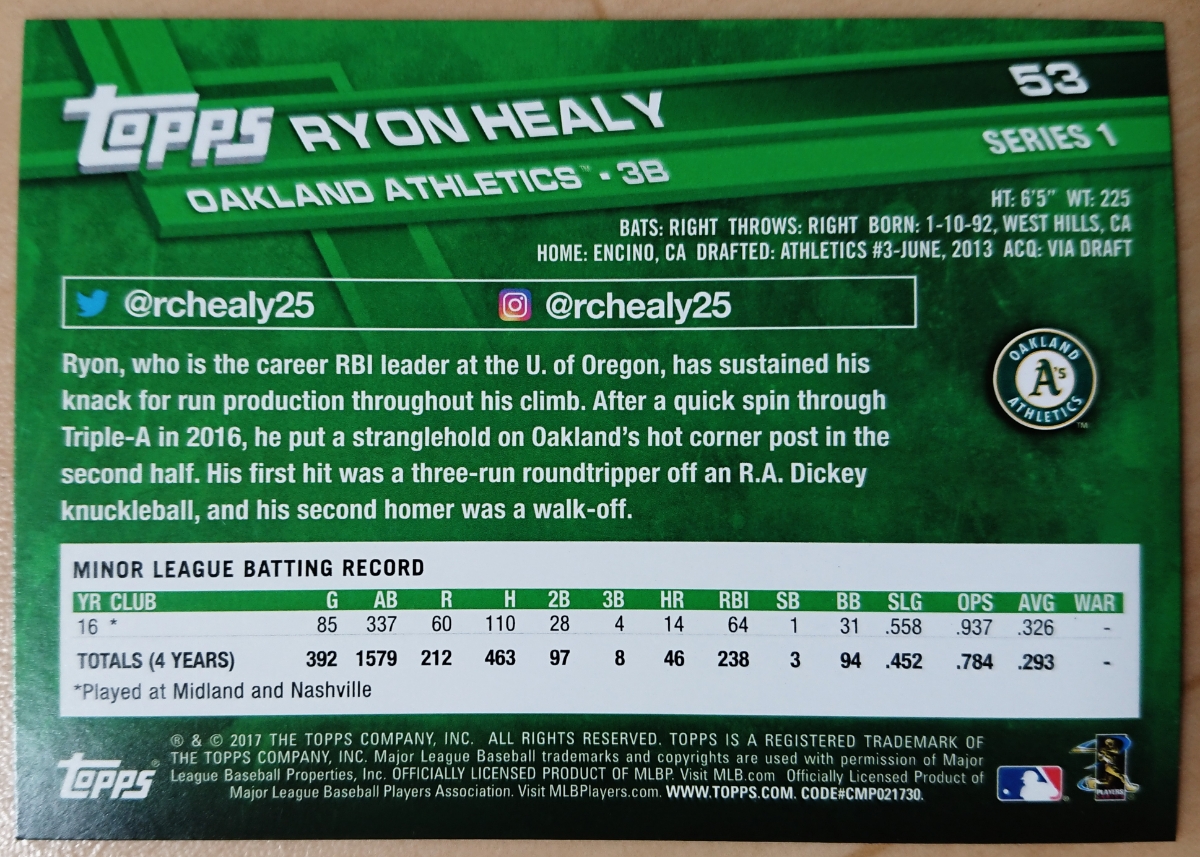 53
TOPPS RYON HEALY
SERIES 1
OAKLAND ATHLETICS™ - 3B
HT: 6'5" WT: 225
BATS: RIGHT THROWS: RIGHT BORN: 1-10-92, WEST HILLS, CA
HOME: ENCINO, CA DRAFTED: ATHLETICS #3-JUNE, 2013 ACQ: VIA DRAFT
@rchealy25 @rchealy25
OAKLAND A's ATHLETICS ™
Ryon, who is the career RBI leader at the U. of Oregon, has sustained his
knack for run production throughout his climb. After a quick spin through
Triple-A in 2016, he put a stranglehold on Oakland's hot corner post in the
second half. His first hit was a three-run roundtripper off an R.A. Dickey
knuckleball, and his second homer was a walk-off.
MINOR LEAGUE BATTING RECORD
YR CLUB G AB R H 2B 3B HR RBI SB BB SLG OPS AVG WAR
16 * 85 337 60 110 28 4 14 64 1 31 .558 .937 .326 -
TOTALS (4 YEARS) 392 1579 212 463 97 8 46 238 3 94 .452 .784 .293 -
*Played at Midland and Nashville
® & © 2017 THE TOPPS COMPANY, INC. ALL RIGHTS RESERVED. TOPPS IS A REGISTERED TRADEMARK OF
THE TOPPS COMPANY, INC. Major League Baseball trademarks and copyrights are used with permission of Major
League Baseball Properties, Inc. OFFICIALLY LICENSED PRODUCT OF MLBP. Visit MLB.com Officially Licensed Product of
Major League Baseball Players Association. Visit MLBPlayers.com. WWW.TOPPS.COM. CODE#CMP021730.
TOPPS®
PLAYERS